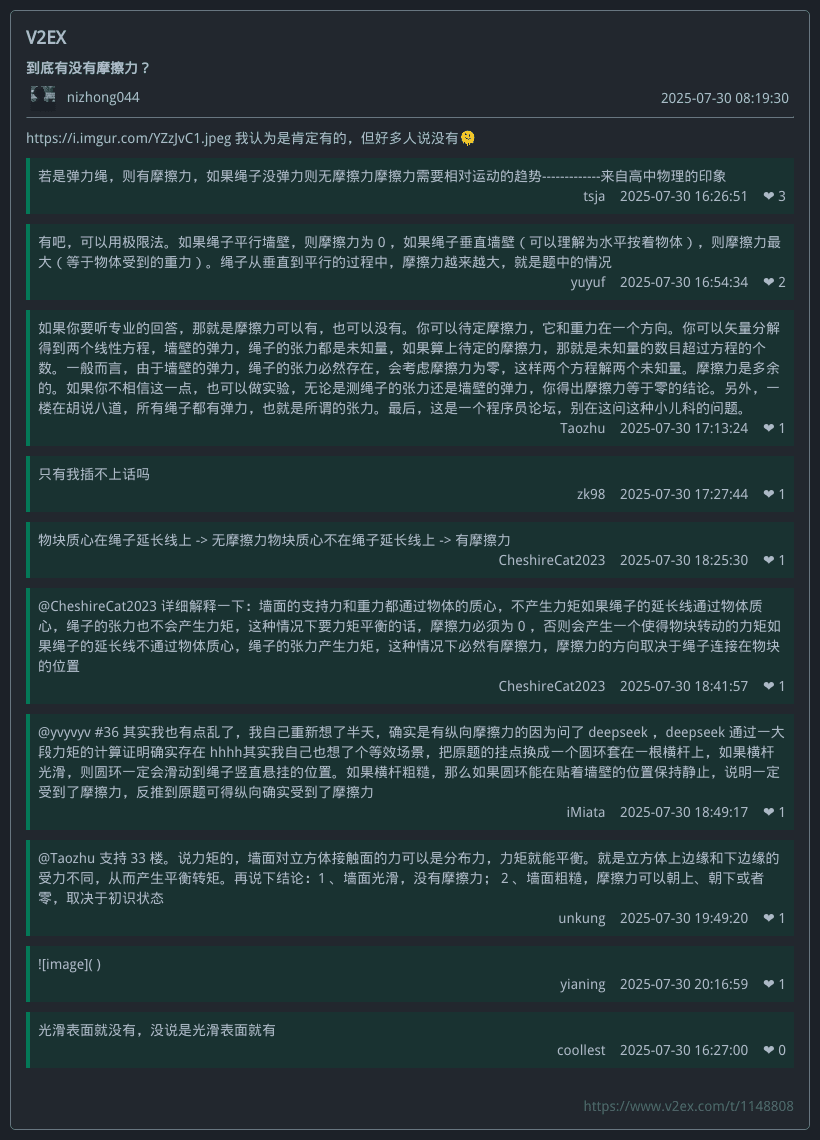 V2EX
到底有没有摩擦力？
nizhong044
2025-07-30 08:19:30
https://i.imgur.com/YZzJvC1.jpeg 我认为是肯定有的，但好多人说没有🫠
若是弹力绳，则有摩擦力，如果绳子没弹力则无摩擦力摩擦力需要相对运动的趋势-------------来自高中物理的印象
tsja 2025-07-30 16:26:51 ❤ 3
有吧，可以用极限法。如果绳子平行墙壁，则摩擦力为 0 ，如果绳子垂直墙壁（可以理解为水平按着物体），则摩擦力最
大（等于物体受到的重力）。绳子从垂直到平行的过程中，摩擦力越来越大，就是题中的情况
yuyuf 2025-07-30 16:54:34 ❤ 2
如果你要听专业的回答，那就是摩擦力可以有，也可以没有。你可以待定摩擦力，它和重力在一个方向。你可以矢量分解
得到两个线性方程，墙壁的弹力，绳子的张力都是未知量，如果算上待定的摩擦力，那就是未知量的数目超过方程的个
数。一般而言，由于墙壁的弹力，绳子的张力必然存在，会考虑摩擦力为零，这样两个方程解两个未知量。摩擦力是多余
的。如果你不相信这一点，也可以做实验，无论是测绳子的张力还是墙壁的弹力，你得出摩擦力等于零的结论。另外，一
楼在胡说八道，所有绳子都有弹力，也就是所谓的张力。最后，这是一个程序员论坛，别在这问这种小儿科的问题。
Taozhu 2025-07-30 17:13:24 ❤ 1
只有我插不上话吗
zk98 2025-07-30 17:27:44 ❤ 1
物块质心在绳子延长线上 -> 无摩擦力物块质心不在绳子延长线上 -> 有摩擦力
CheshireCat2023 2025-07-30 18:25:30 ❤ 1
@CheshireCat2023 详细解释一下：墙面的支持力和重力都通过物体的质心，不产生力矩如果绳子的延长线通过物体质
心，绳子的张力也不会产生力矩，这种情况下要力矩平衡的话，摩擦力必须为 0 ，否则会产生一个使得物块转动的力矩如
果绳子的延长线不通过物体质心，绳子的张力产生力矩，这种情况下必然有摩擦力，摩擦力的方向取决于绳子连接在物块
的位置
CheshireCat2023 2025-07-30 18:41:57 ❤ 1
@yvyvyv #36 其实我也有点乱了，我自己重新想了半天，确实是有纵向摩擦力的因为问了 deepseek ，deepseek 通过一大
段力矩的计算证明确实存在 hhhh其实我自己也想了个等效场景，把原题的挂点换成一个圆环套在一根横杆上，如果横杆
光滑，则圆环一定会滑动到绳子竖直悬挂的位置。如果横杆粗糙，那么如果圆环能在贴着墙壁的位置保持静止，说明一定
受到了摩擦力，反推到原题可得纵向确实受到了摩擦力
iMiata 2025-07-30 18:49:17 ❤ 1
@Taozhu 支持 33 楼。说力矩的，墙面对立方体接触面的力可以是分布力，力矩就能平衡。就是立方体上边缘和下边缘的
受力不同，从而产生平衡转矩。再说下结论：1 、墙面光滑，没有摩擦力； 2 、墙面粗糙，摩擦力可以朝上、朝下或者
零，取决于初识状态
unkung 2025-07-30 19:49:20 ❤ 1
![image]( )
yianing 2025-07-30 20:16:59 ❤ 1
光滑表面就没有，没说是光滑表面就有
coollest 2025-07-30 16:27:00 ❤ 0
https://www.v2ex.com/t/1148808